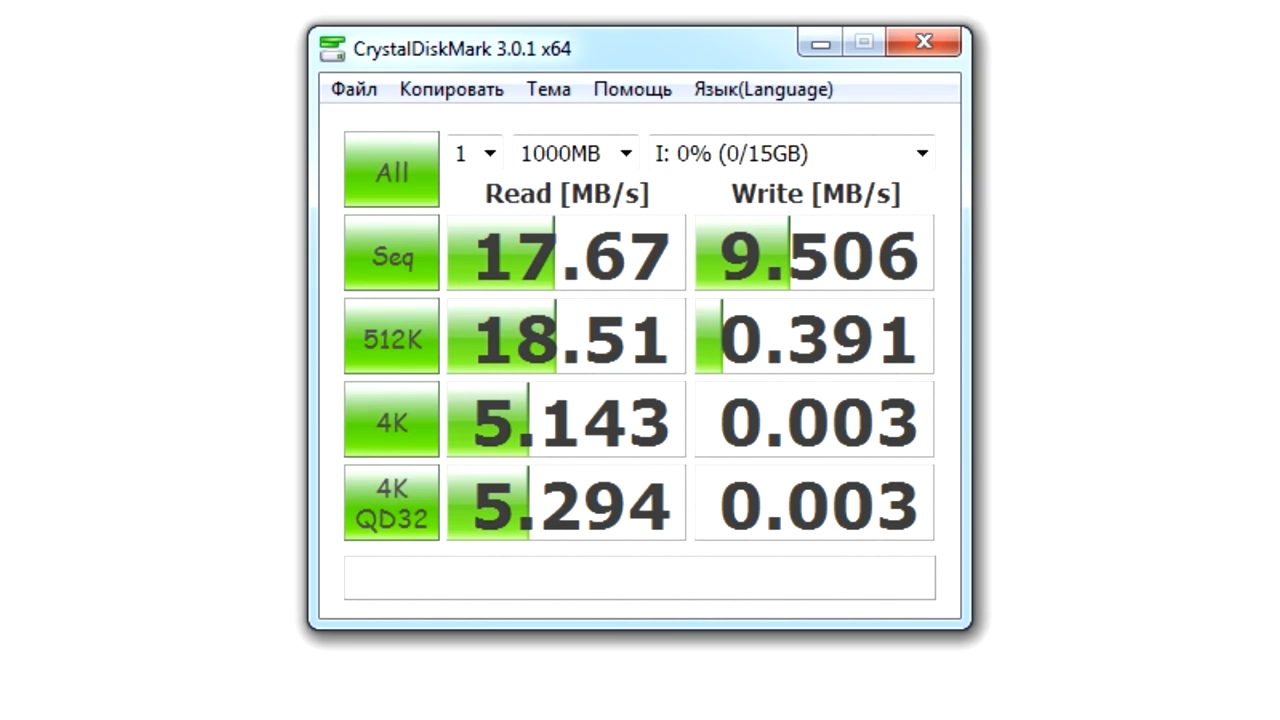 CrystalDiskMark 3.0.1 x64
Файл Копировать Тема Помощь Язык(Language)
All 1 1000MB I: 0% (0/15GB)
Read [MB/s] Write [MB/s]
Seq 17.67 9.506
512K 18.51 0.391
4K 5.143 0.003
4K QD32 5.294 0.003